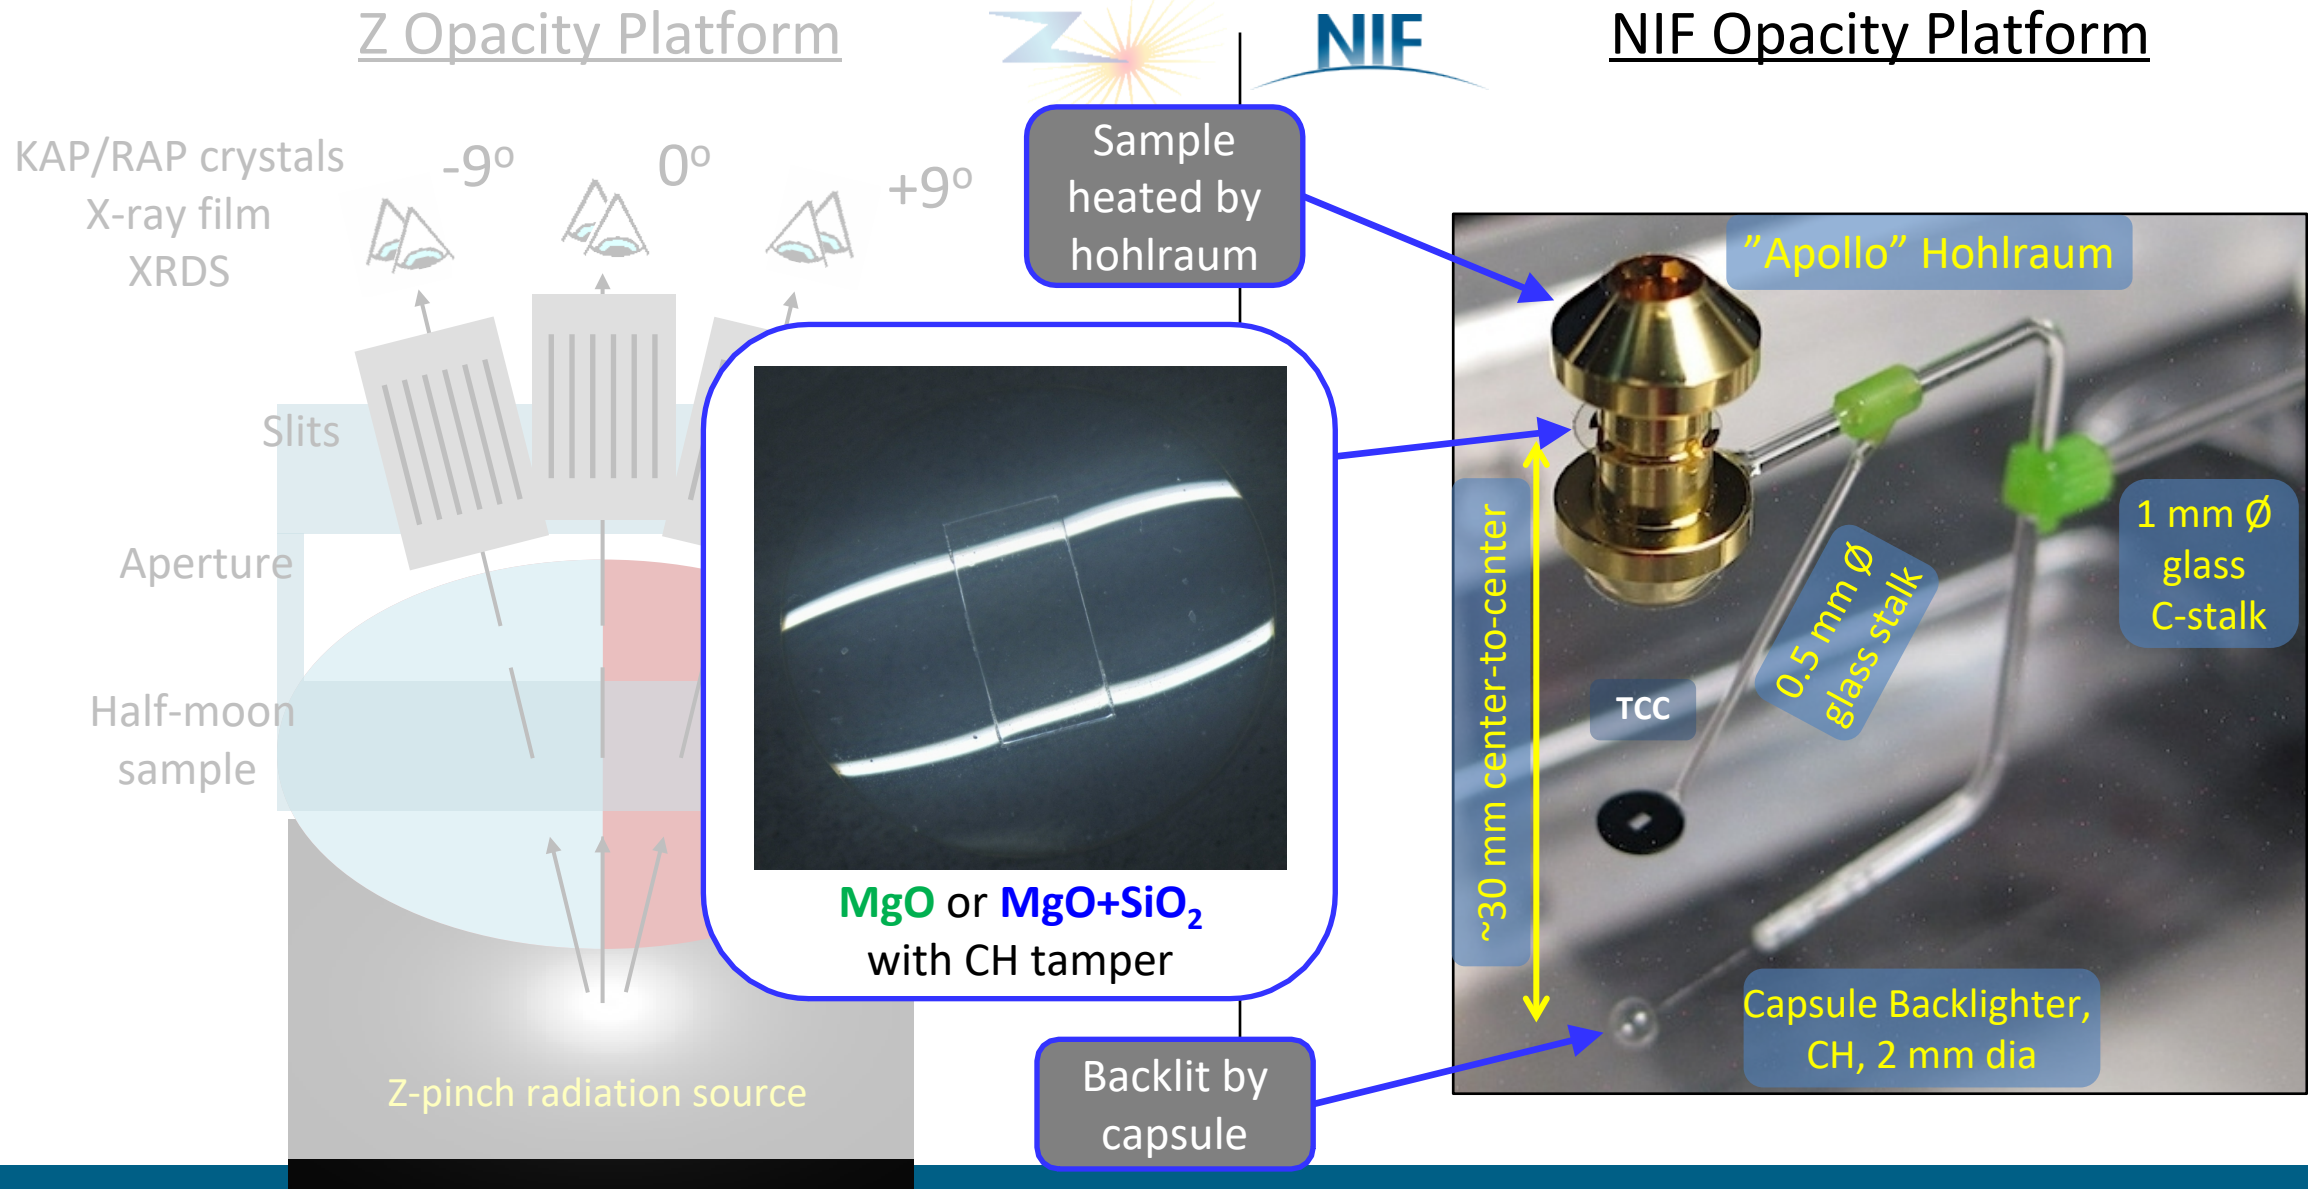 Z Opacity Platform
NIF
NIF Opacity Platform
KAP/RAP crystals
X-ray film
XRDS
-9º
0º
+9º
Slits
Aperture
Half-moon
sample
Z-pinch radiation source
Sample
heated by
hohlraum
MgO or MgO+SiO₂
with CH tamper
Backlit by
capsule
”Apollo” Hohlraum
~30 mm center-to-center
TCC
0.5 mm Ø
glass stalk
1 mm Ø
glass
C-stalk
Capsule Backlighter,
CH, 2 mm dia